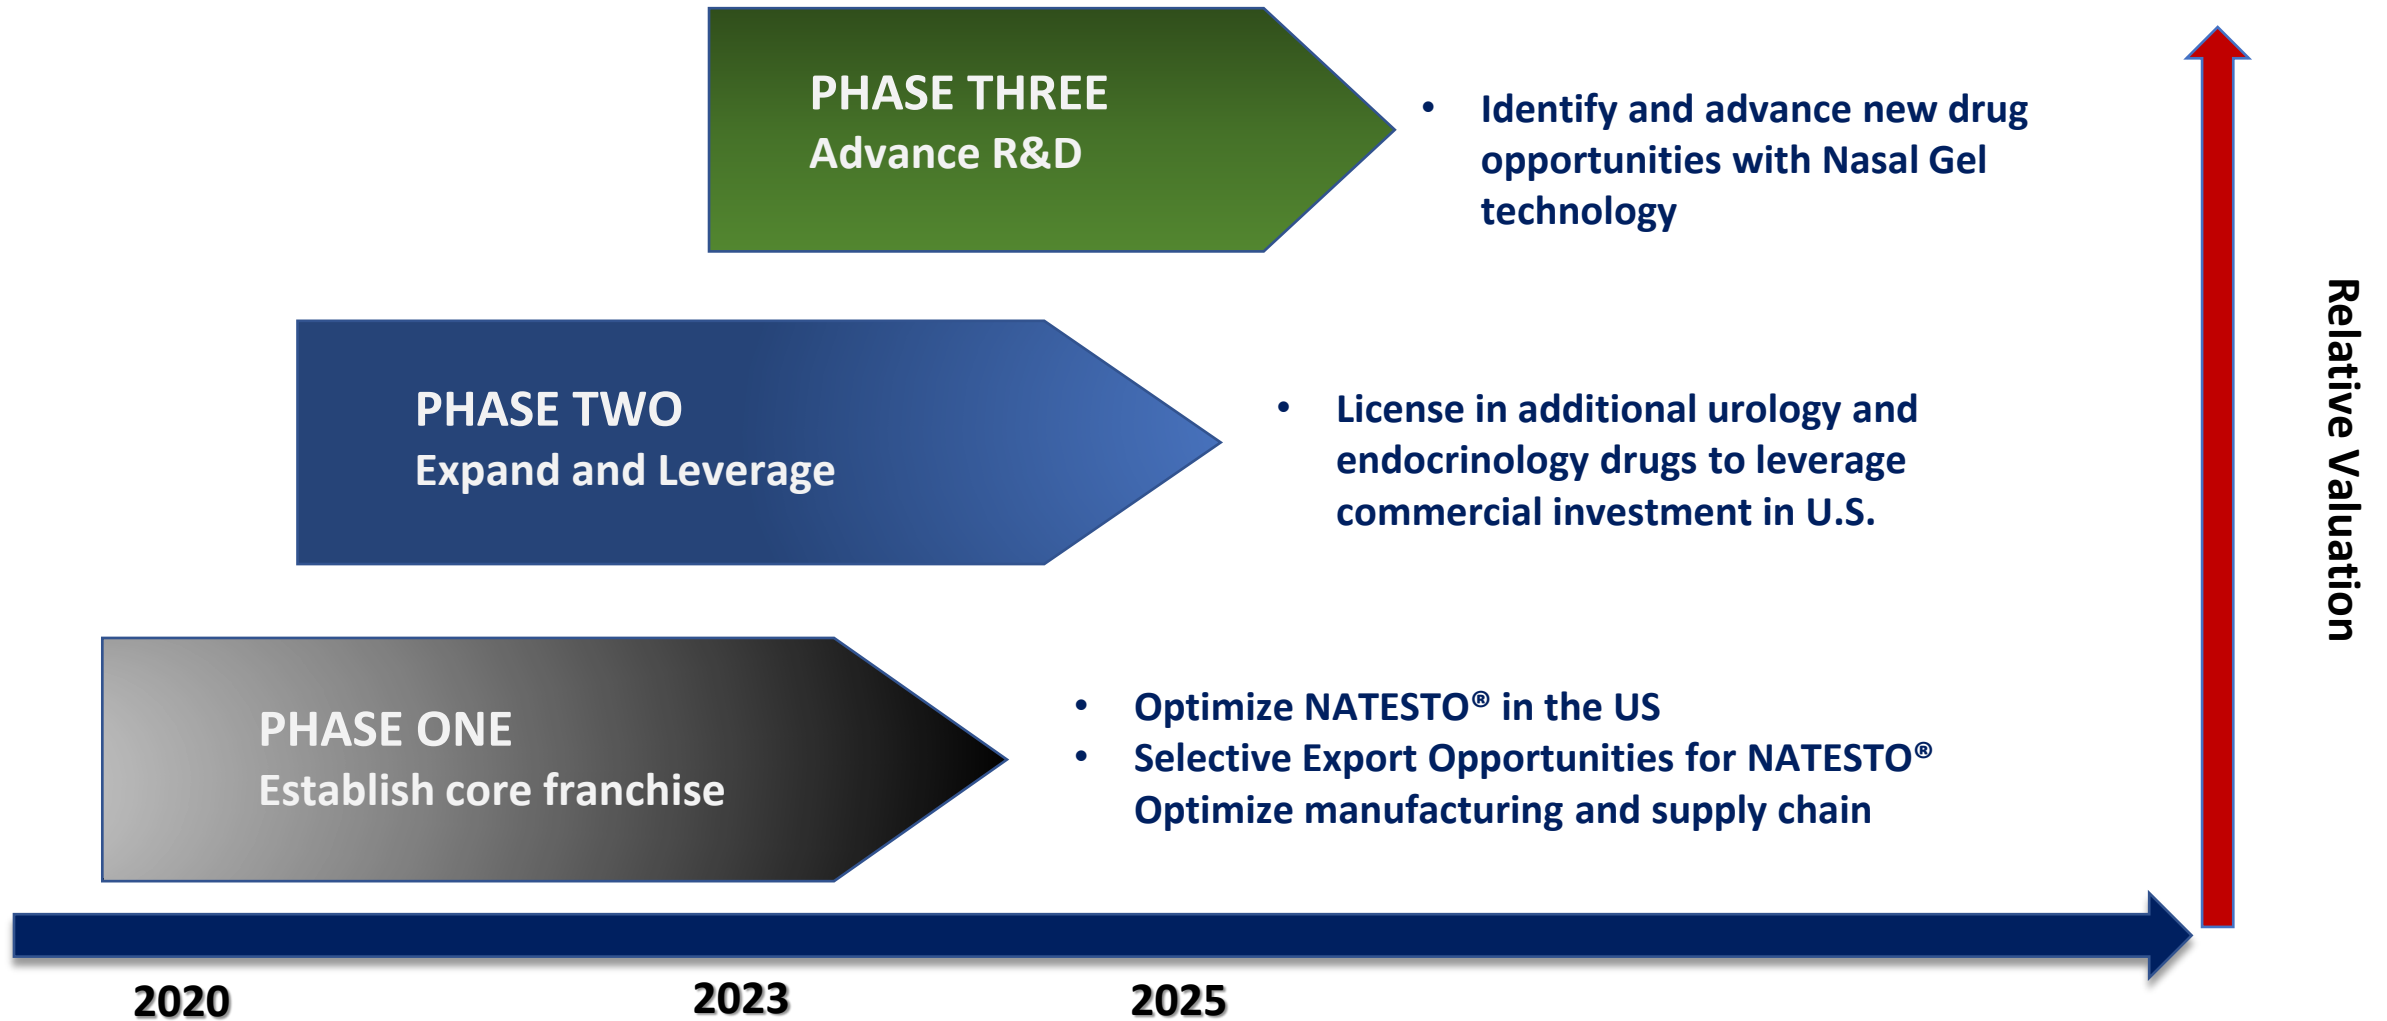 PHASE THREE
Advance R&D
• Identify and advance new drug
opportunities with Nasal Gel
technology
PHASE TWO
Expand and Leverage
• License in additional urology and
endocrinology drugs to leverage
commercial investment in U.S.
PHASE ONE
Establish core franchise
• Optimize NATESTO® in the US
• Selective Export Opportunities for NATESTO®
Optimize manufacturing and supply chain
Relative Valuation
2020
2023
2025